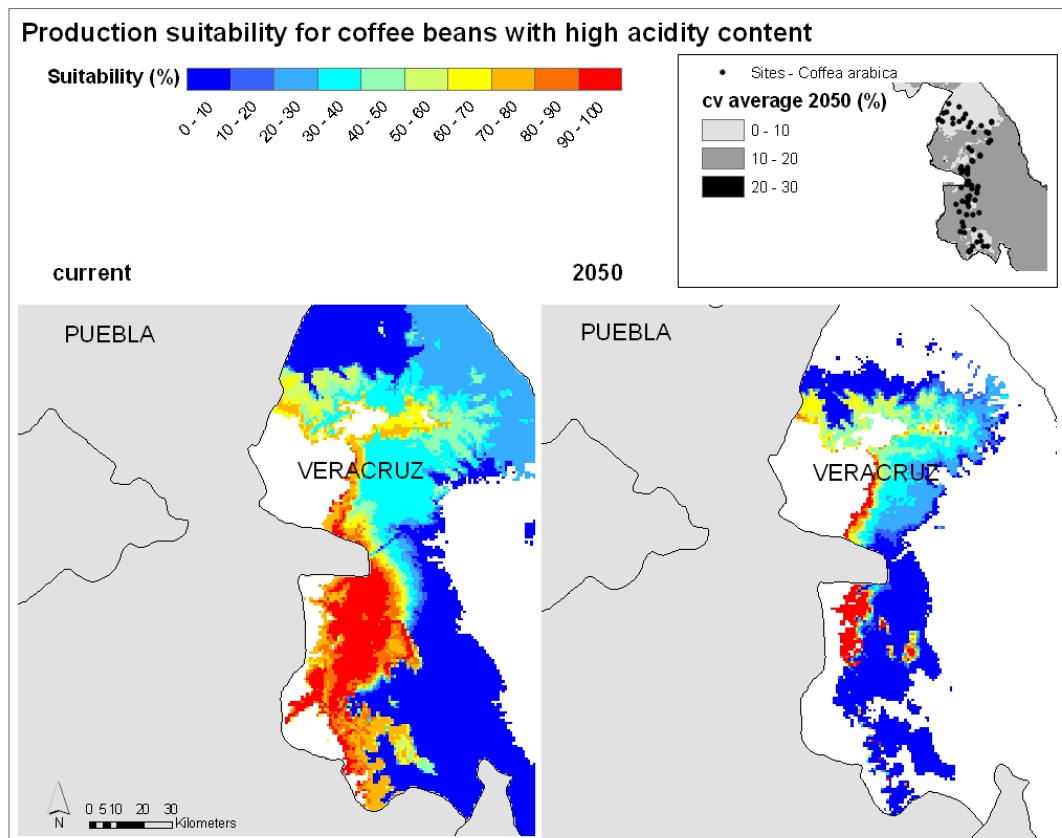 Production suitability for coffee beans with high acidity content
Suitability (%)
0 - 10
10 - 20
20 - 30
30 - 40
40 - 50
50 - 60
60 - 70
70 - 80
80 - 90
90 - 100
Sites - Coffea arabica
cv average 2050 (%)
0 - 10
10 - 20
20 - 30
current
2050
PUEBLA
VERACRUZ
PUEBLA
VERACRUZ
N
0 5 10 20 30
Kilometers